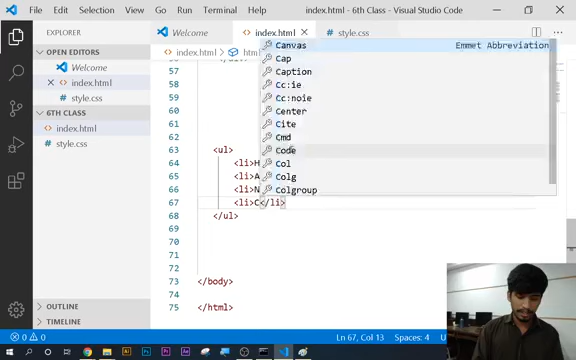 File Edit Selection View Go Run Terminal Help index.html - 6th Class - Visual Studio Code
EXPLORER
OPEN EDITORS
Welcome
index.html
style.css
6TH CLASS
index.html
style.css
OUTLINE
TIMELINE
Welcome index.html style.css
index.html html
57
58
59
60
61
62
63 <ul>
64 <li>H
65 <li>A
66 <li>N
67 <li>C</li>
68 </ul>
69
70
71
72
73 </body>
74
75 </html>
Canvas Emmet Abbreviation
Cap
Caption
Cc:ie
Cc:noie
Center
Cite
Cmd
Code
Col
Colg
Colgroup
0 0 Ln 67, Col 13 Spaces: 4